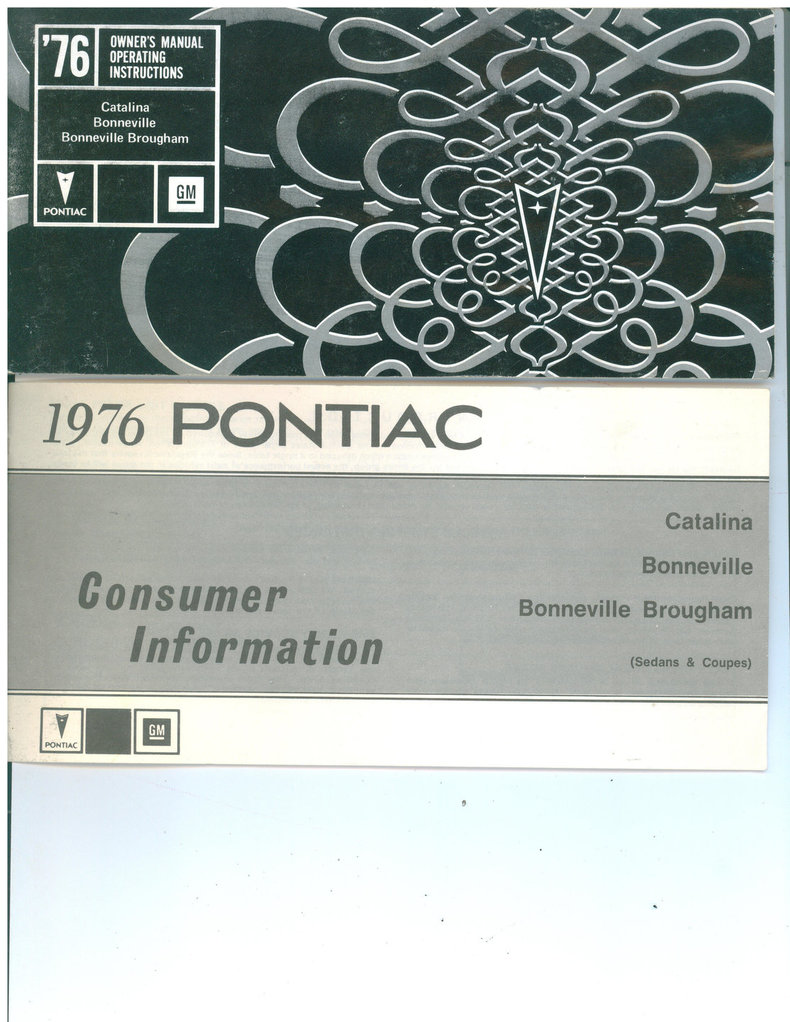 '76
OWNER'S MANUAL
OPERATING
INSTRUCTIONS
Catalina
Bonneville
Bonneville Brougham
PONTIAC
GM
1976 PONTIAC
Catalina
Bonneville
Bonneville Brougham
(Sedans & Coupes)
Consumer
Information
PONTIAC
GM